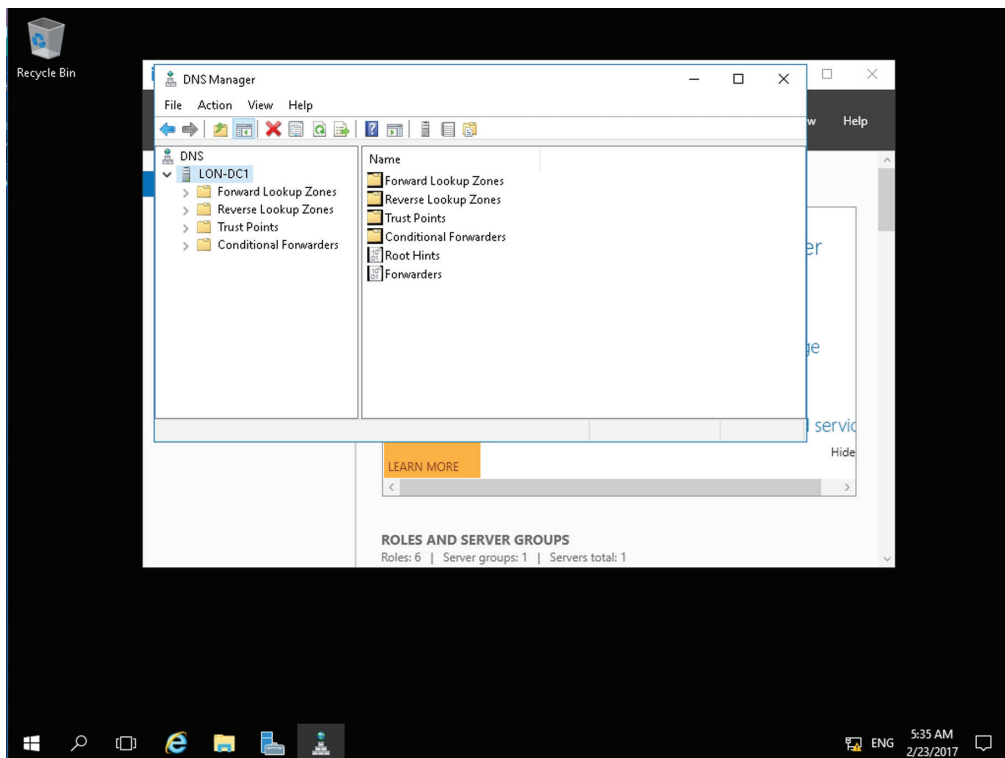 Recycle Bin
DNS Manager
File Action View Help
w Help
DNS
LON-DC1
Forward Lookup Zones
Reverse Lookup Zones
Trust Points
Conditional Forwarders
Name
Forward Lookup Zones
Reverse Lookup Zones
Trust Points
Conditional Forwarders
Root Hints
Forwarders
er
ge
servic
Hide
LEARN MORE
ROLES AND SERVER GROUPS
Roles: 6 | Server groups: 1 | Servers total: 1
ENG
5:35 AM
2/23/2017